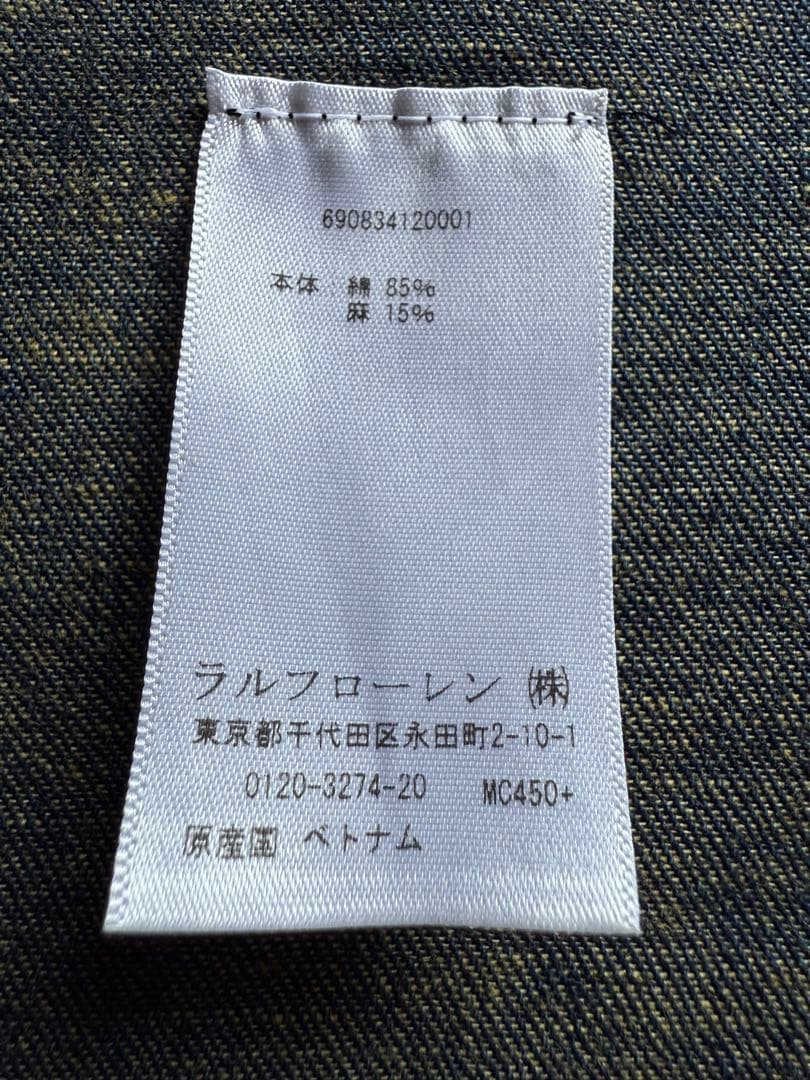 690834120001
本体 : 綿 85%
麻 15%
ラルフローレン ㈱
東京都千代田区永田町2-10-1
0120-3274-20 MC450+
原産国 ベトナム